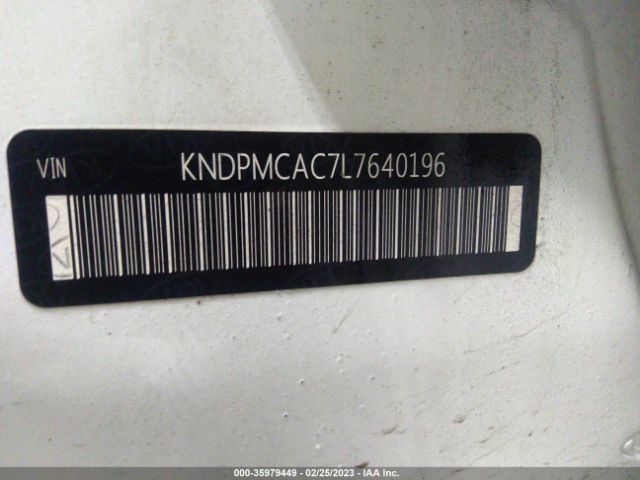 VIN KNDPMCAC7L7640196
000-35979449 - 02/25/2023 - IAA Inc.